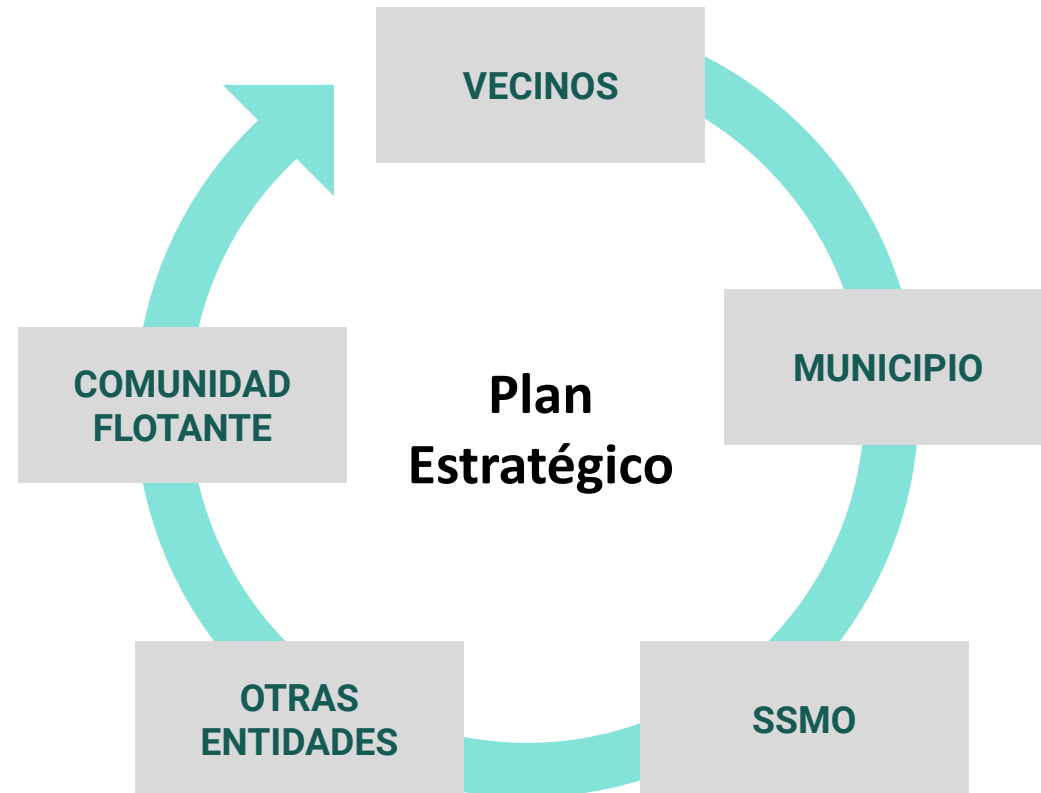 VECINOS
MUNICIPIO
SSMO
OTRAS
ENTIDADES
COMUNIDAD
FLOTANTE
Plan
Estratégico